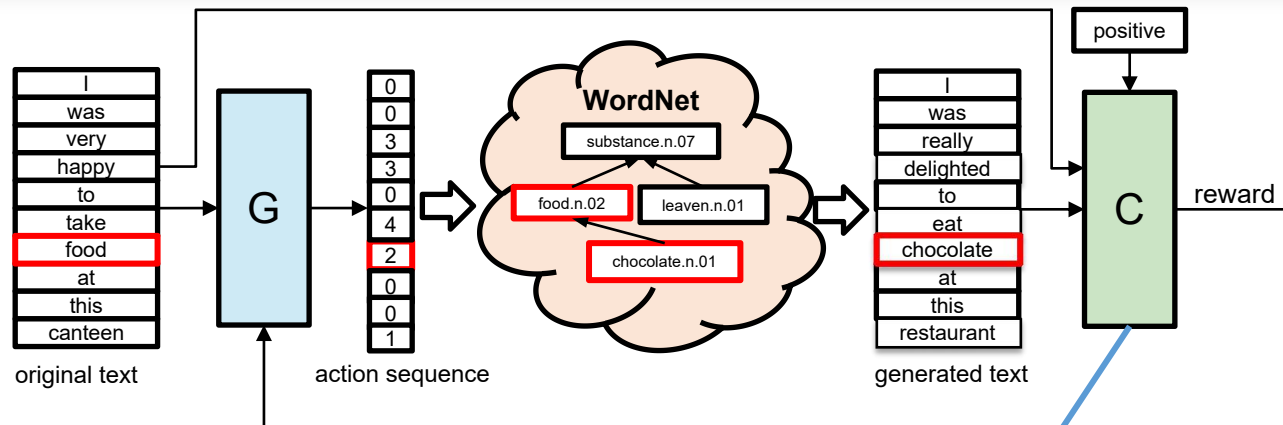 positive
I
was
very
happy
to
take
food
at
this
canteen
original text
G
0
0
3
3
0
4
2
0
0
1
action sequence
WordNet
substance.n.07
food.n.02
leaven.n.01
chocolate.n.01
I
was
really
delighted
to
eat
chocolate
at
this
restaurant
generated text
C
reward